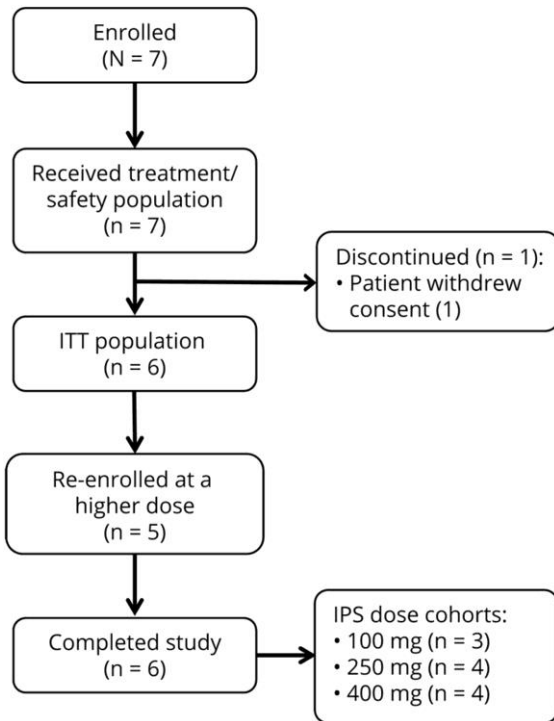 Enrolled
(N = 7)
Received treatment/
safety population
(n = 7)
Discontinued (n = 1):
• Patient withdrew
consent (1)
ITT population
(n = 6)
Re-enrolled at a
higher dose
(n = 5)
Completed study
(n = 6)
IPS dose cohorts:
• 100 mg (n = 3)
• 250 mg (n = 4)
• 400 mg (n = 4)